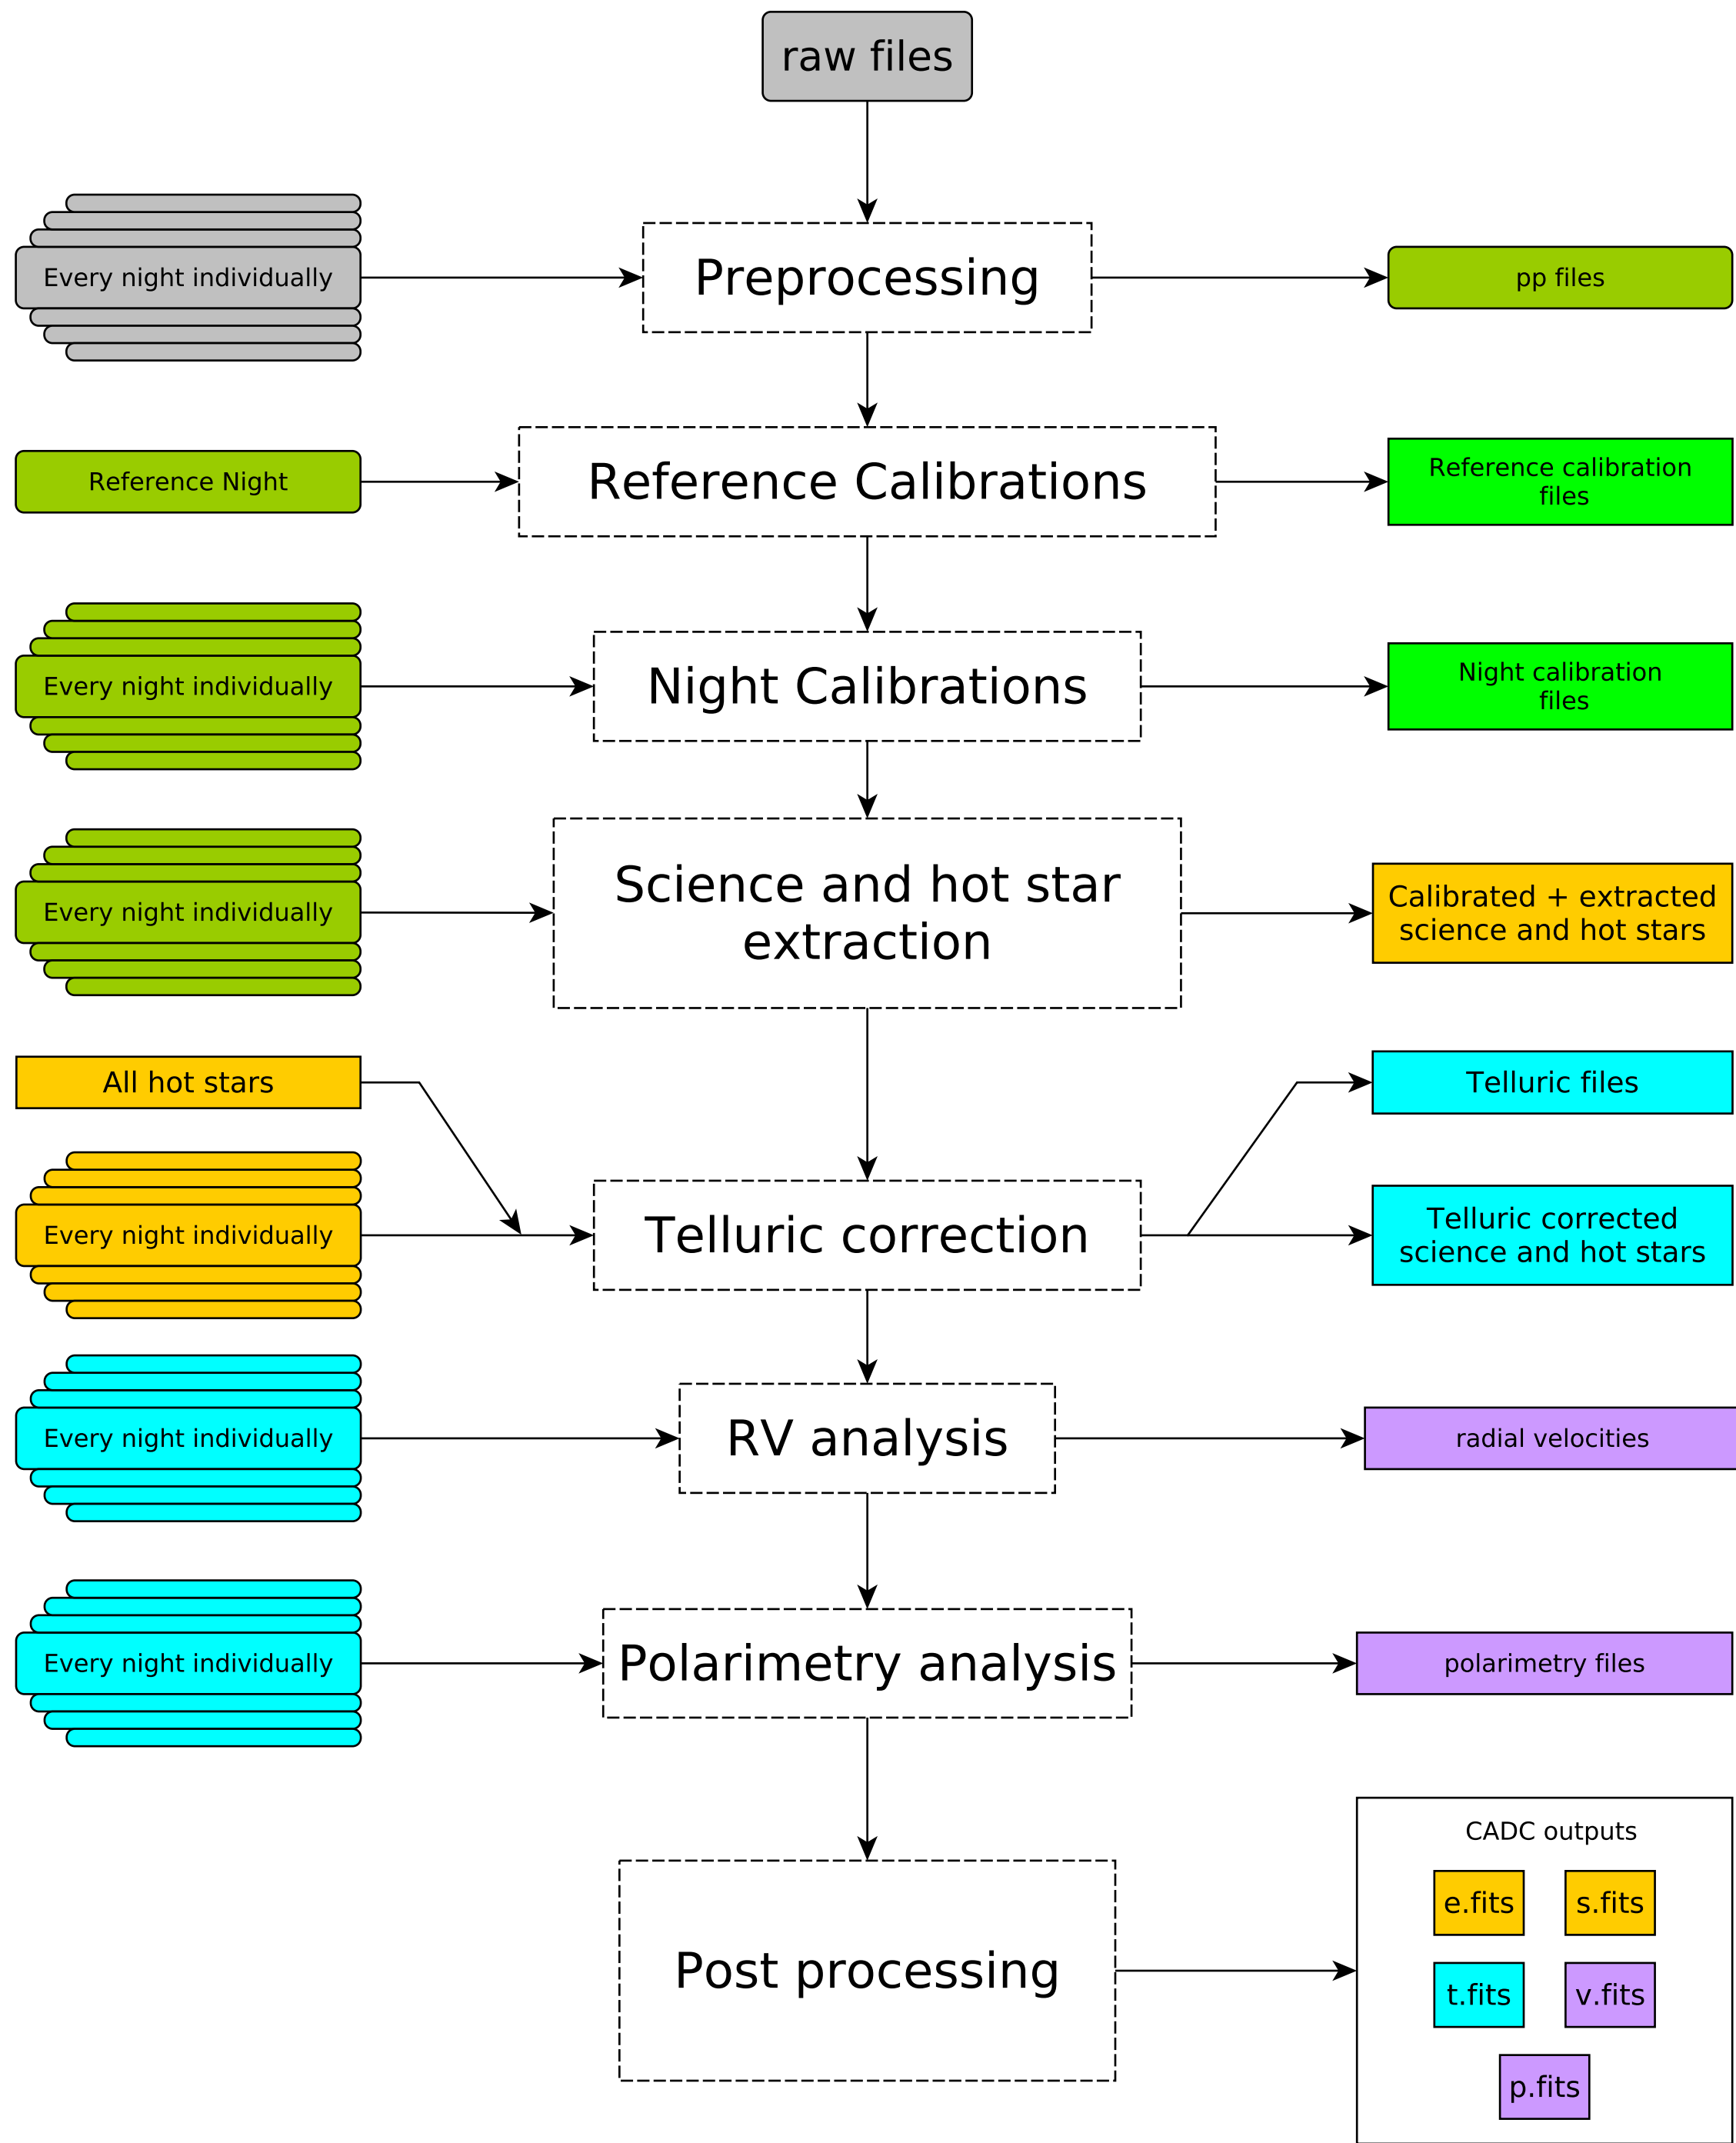 raw files
Every night individually
Preprocessing
pp files
Reference Night
Reference Calibrations
Reference calibration
files
Every night individually
Night Calibrations
Night calibration
files
Every night individually
Science and hot star
extraction
Calibrated + extracted
science and hot stars
All hot stars
Telluric files
Every night individually
Telluric correction
Telluric corrected
science and hot stars
Every night individually
RV analysis
radial velocities
Every night individually
Polarimetry analysis
polarimetry files
Post processing
CADC outputs
e.fits
s.fits
t.fits
v.fits
p.fits